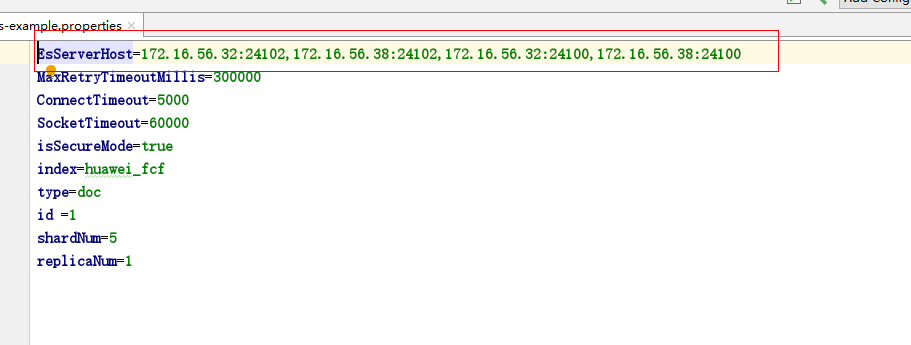 s-example.properties
EsServerHost=172.16.56.32:24102,172.16.56.38:24102,172.16.56.32:24100,172.16.56.38:24100
MaxRetryTimeoutMillis=300000
ConnectTimeout=5000
SocketTimeout=60000
isSecureMode=true
index=huawei_fcf
type=doc
id =1
shardNum=5
replicaNum=1